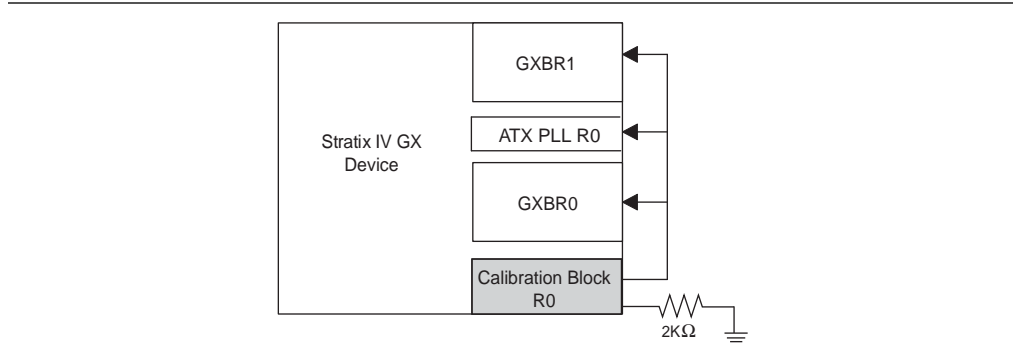 GXBR1
ATX PLL R0
Stratix IV GX
Device
GXBR0
Calibration Block
R0
2KΩ